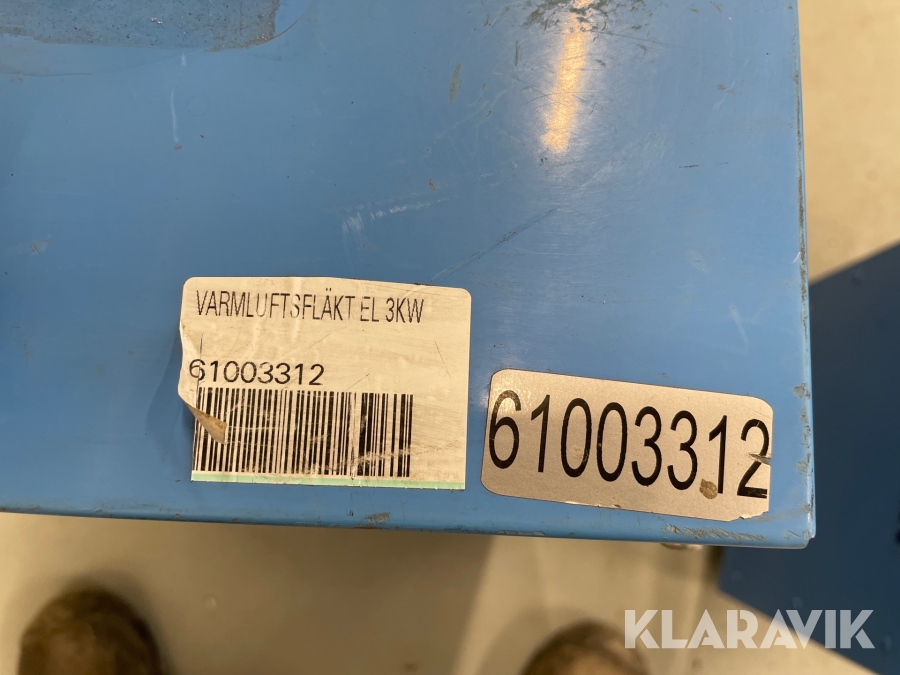 VARMLUFTSFLÄKT EL 3KW
61003312
61003312
KLARAVIK